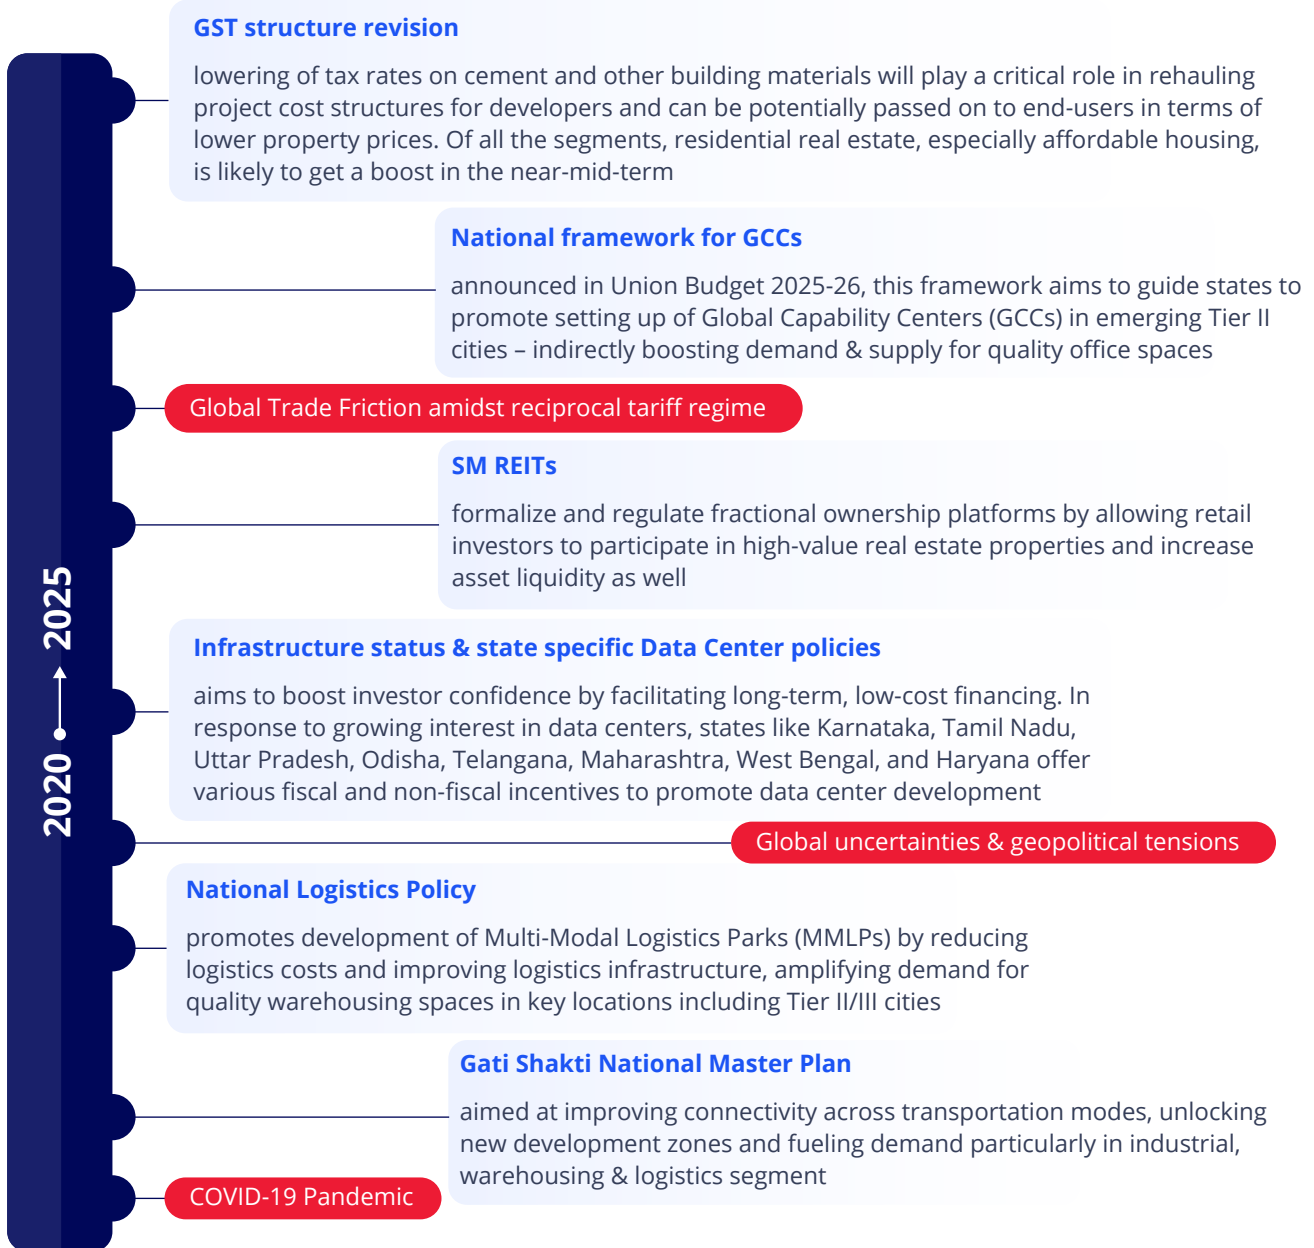 GST structure revision
lowering of tax rates on cement and other building materials will play a critical role in rehauling
project cost structures for developers and can be potentially passed on to end-users in terms of
lower property prices. Of all the segments, residential real estate, especially affordable housing,
is likely to get a boost in the near-mid-term
National framework for GCCs
announced in Union Budget 2025-26, this framework aims to guide states to
promote setting up of Global Capability Centers (GCCs) in emerging Tier II
cities – indirectly boosting demand & supply for quality office spaces
Global Trade Friction amidst reciprocal tariff regime
SM REITs
formalize and regulate fractional ownership platforms by allowing retail
investors to participate in high-value real estate properties and increase
asset liquidity as well
Infrastructure status & state specific Data Center policies
aims to boost investor confidence by facilitating long-term, low-cost financing. In
response to growing interest in data centers, states like Karnataka, Tamil Nadu,
Uttar Pradesh, Odisha, Telangana, Maharashtra, West Bengal, and Haryana offer
various fiscal and non-fiscal incentives to promote data center development
Global uncertainties & geopolitical tensions
National Logistics Policy
promotes development of Multi-Modal Logistics Parks (MMLPs) by reducing
logistics costs and improving logistics infrastructure, amplifying demand for
quality warehousing spaces in key locations including Tier II/III cities
Gati Shakti National Master Plan
aimed at improving connectivity across transportation modes, unlocking
new development zones and fueling demand particularly in industrial,
warehousing & logistics segment
COVID-19 Pandemic
2020
2025